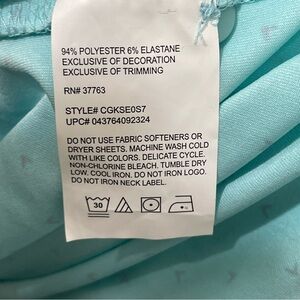 94% POLYESTER 6% ELASTANE
EXCLUSIVE OF DECORATION
EXCLUSIVE OF TRIMMING
RN# 37763
STYLE# CGKSE0S7
UPC# 043764092324
DO NOT USE FABRIC SOFTENERS OR
DRYER SHEETS. MACHINE WASH COLD
WITH LIKE COLORS. DELICATE CYCLE.
NON-CHLORINE BLEACH. TUMBLE DRY
LOW. COOL IRON. DO NOT IRON LOGO.
DO NOT IRON NECK LABEL.
30